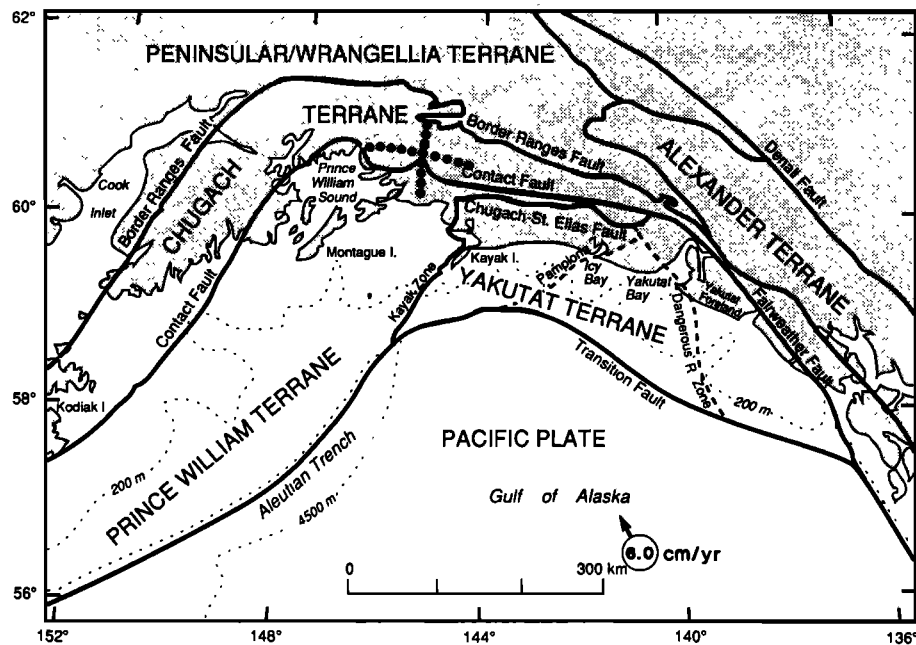 62°
60°
58°
56°
152°
148°
144°
140°
136°
PENINSULAR/WRANGELLIA TERRANE
TERRANE
CHUGACH
Border Ranges Fault
Border Ranges Fault
Denali Fault
ALEXANDER TERRANE
Cook
Inlet
Prince
William
Sound
Contact Fault
Contact Fault
Chugach-St. Elias Fault
Montague I.
Kayak I.
Kayak Zone
Pamplona Z.
Icy
Bay
Yakutat
Bay
Yakutat
Foreland
YAKUTAT TERRANE
Dangerous R. Zone
Fairweather Fault
Transition Fault
Kodiak I
PRINCE WILLIAM TERRANE
Aleutian Trench
200 m
4500 m
200 m
PACIFIC PLATE
Gulf of Alaska
6.0 cm/yr
0
300 km